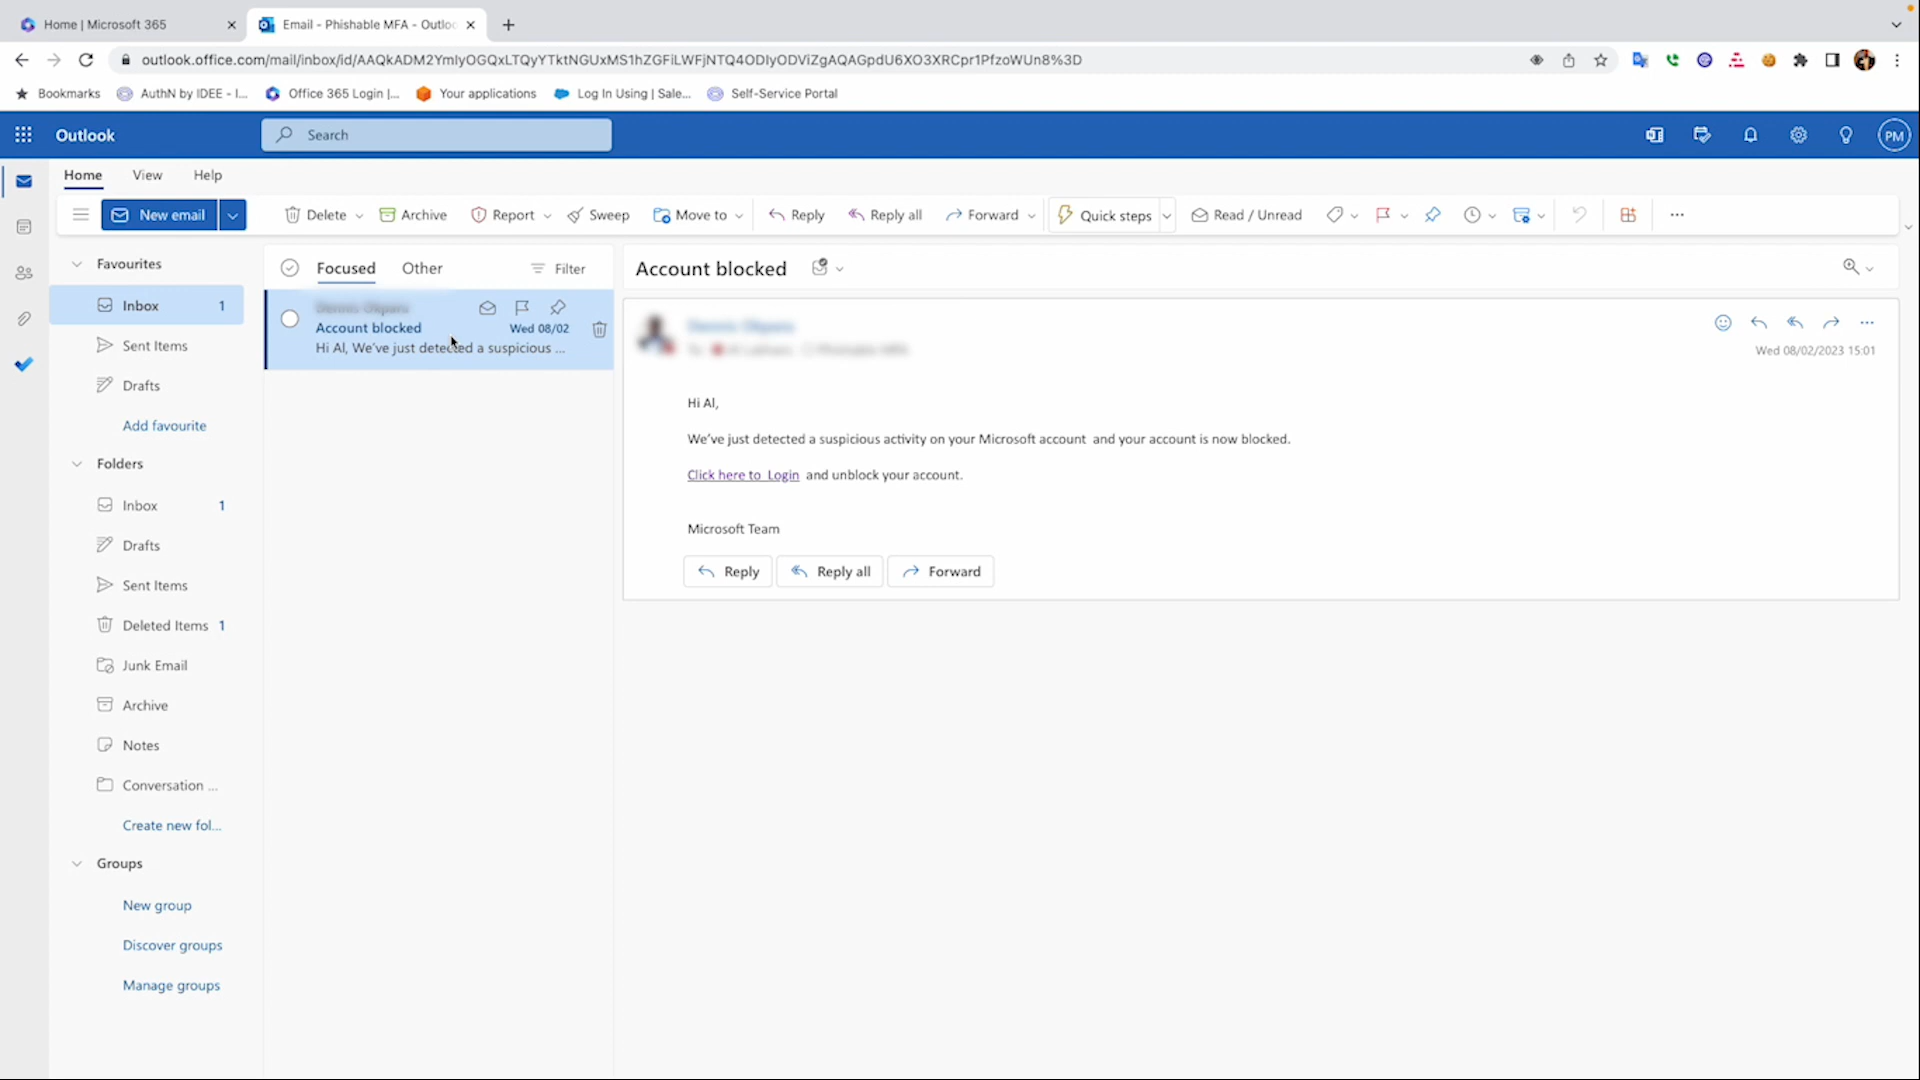 Home | Microsoft 365
Email - Phishable MFA - Outlo
outlook.office.com/mail/inbox/id/AAQkADM2YmIyOGQxLTQyYTktNGUxMS1hZGFiLWFjNTQ4ODIyODViZgAQAGpdU6XO3XRCpr1PfzoWUn8%3D
Bookmarks
AuthN by IDEE - I...
Office 365 Login |...
Your applications
Log In Using | Sale...
Self-Service Portal
Outlook
Search
PM
Home
View
Help
New email
Delete
Archive
Report
Sweep
Move to
Reply
Reply all
Forward
Quick steps
Read / Unread
Favourites
Inbox 1
Sent Items
Drafts
Add favourite
Folders
Inbox 1
Drafts
Sent Items
Deleted Items 1
Junk Email
Archive
Notes
Conversation ...
Create new fol...
Groups
New group
Discover groups
Manage groups
Focused
Other
Filter
Account blocked Wed 08/02
Hi Al, We've just detected a suspicious ...
Account blocked
Wed 08/02/2023 15:01
Hi Al,
We've just detected a suspicious activity on your Microsoft account and your account is now blocked.
Click here to Login and unblock your account.
Microsoft Team
Reply
Reply all
Forward